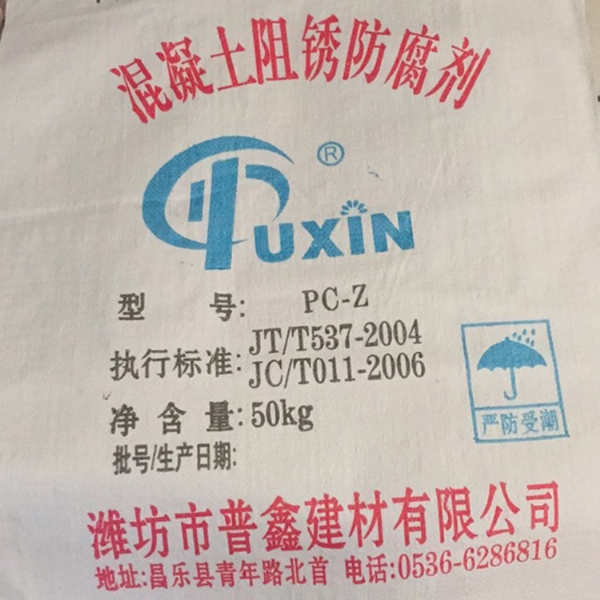 混凝土阻锈防腐剂
®
PUXIN
型 号: PC-Z
执行标准: JT/T537-2004
JC/T011-2006
净 含 量: 50kg
批号/生产日期:
严防受潮
潍坊市普鑫建材有限公司
地址:昌乐县青年路北首 电话:0536-6286816